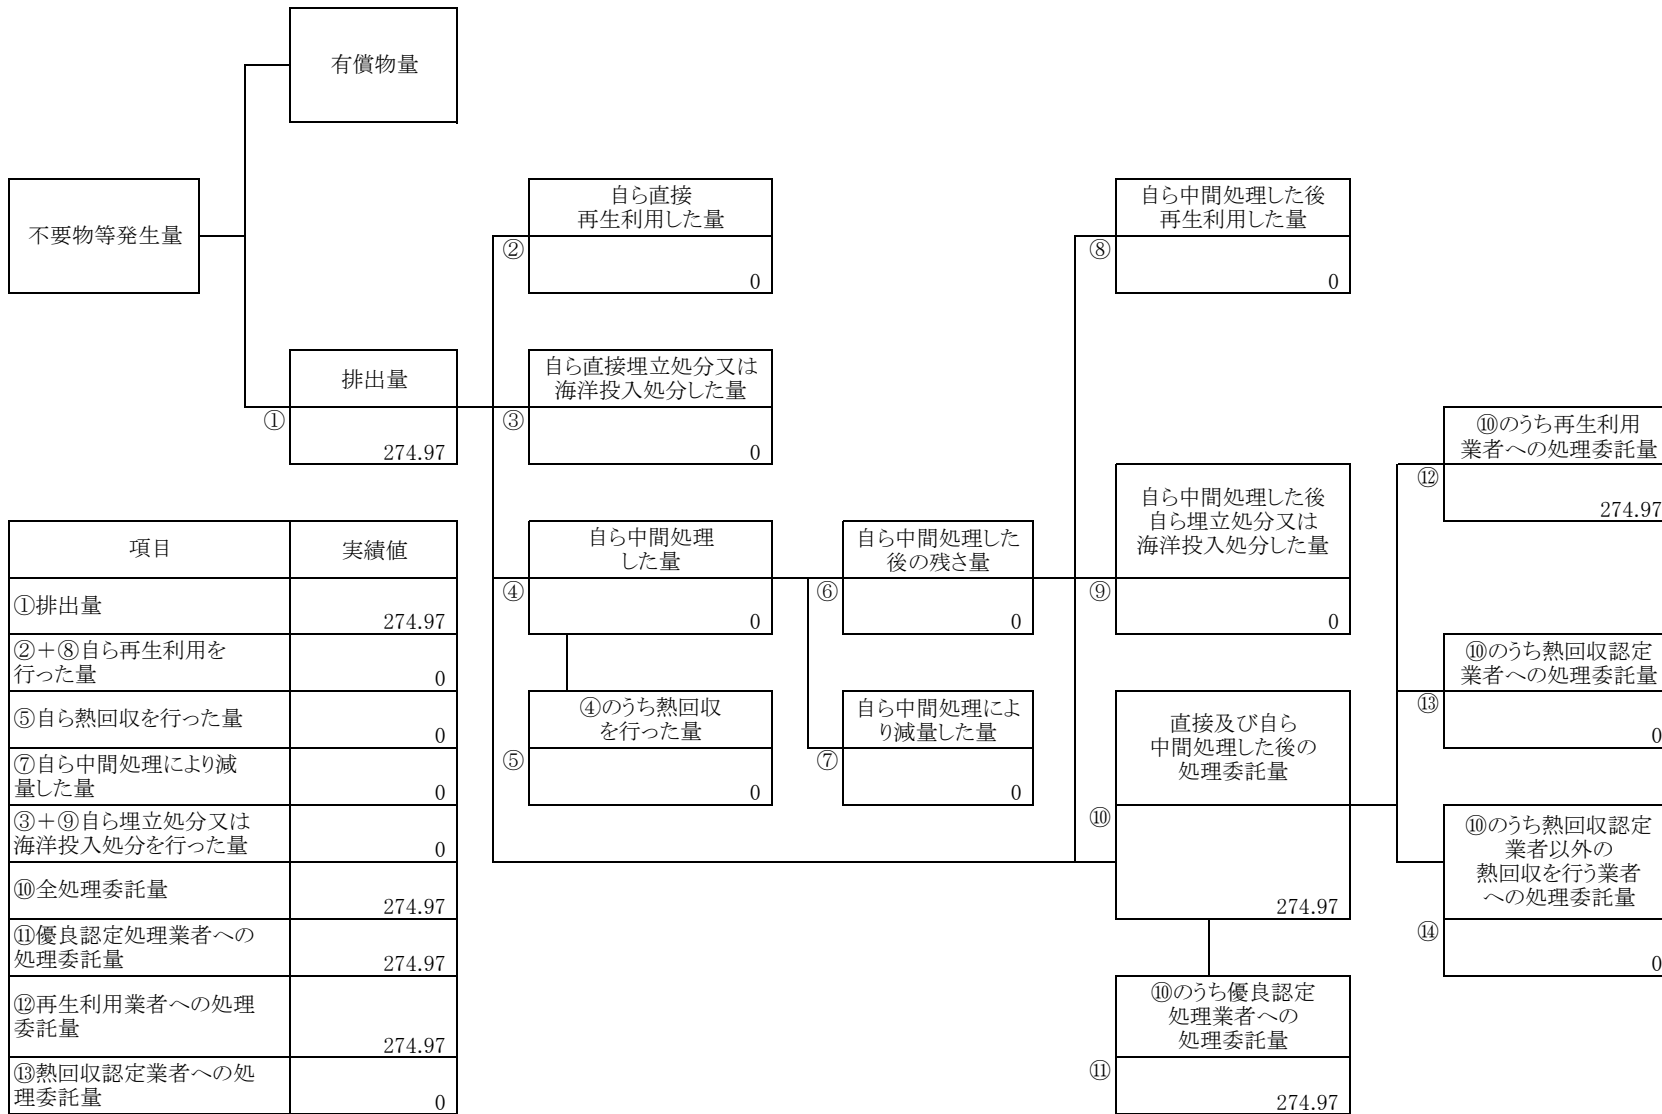 有償物量
不要物等発生量
自ら直接
再生利用した量
②
0
自ら中間処理した後
再生利用した量
⑧
0
排出量
①
274.97
自ら直接埋立処分又は
海洋投入処分した量
③
0
⑩のうち再生利用
業者への処理委託量
⑫
274.97
自ら中間処理
した量
④
0
自ら中間処理した
後の残さ量
⑥
0
自ら中間処理した後
自ら埋立処分又は
海洋投入処分した量
⑨
0
⑩のうち熱回収認定
業者への処理委託量
⑬
0
④のうち熱回収
を行った量
⑤
0
自ら中間処理によ
り減量した量
⑦
0
直接及び自ら
中間処理した後の
処理委託量
⑩
274.97
⑩のうち熱回収認定
業者以外の
熱回収を行う業者
への処理委託量
⑭
0
⑩のうち優良認定
処理業者への
処理委託量
⑪
274.97
項目 実績値
①排出量 274.97
②+⑧自ら再生利用を
行った量 0
⑤自ら熱回収を行った量 0
⑦自ら中間処理により減
量した量 0
③+⑨自ら埋立処分又は
海洋投入処分を行った量 0
⑩全処理委託量 274.97
⑪優良認定処理業者への
処理委託量 274.97
⑫再生利用業者への処理
委託量 274.97
⑬熱回収認定業者への処
理委託量 0